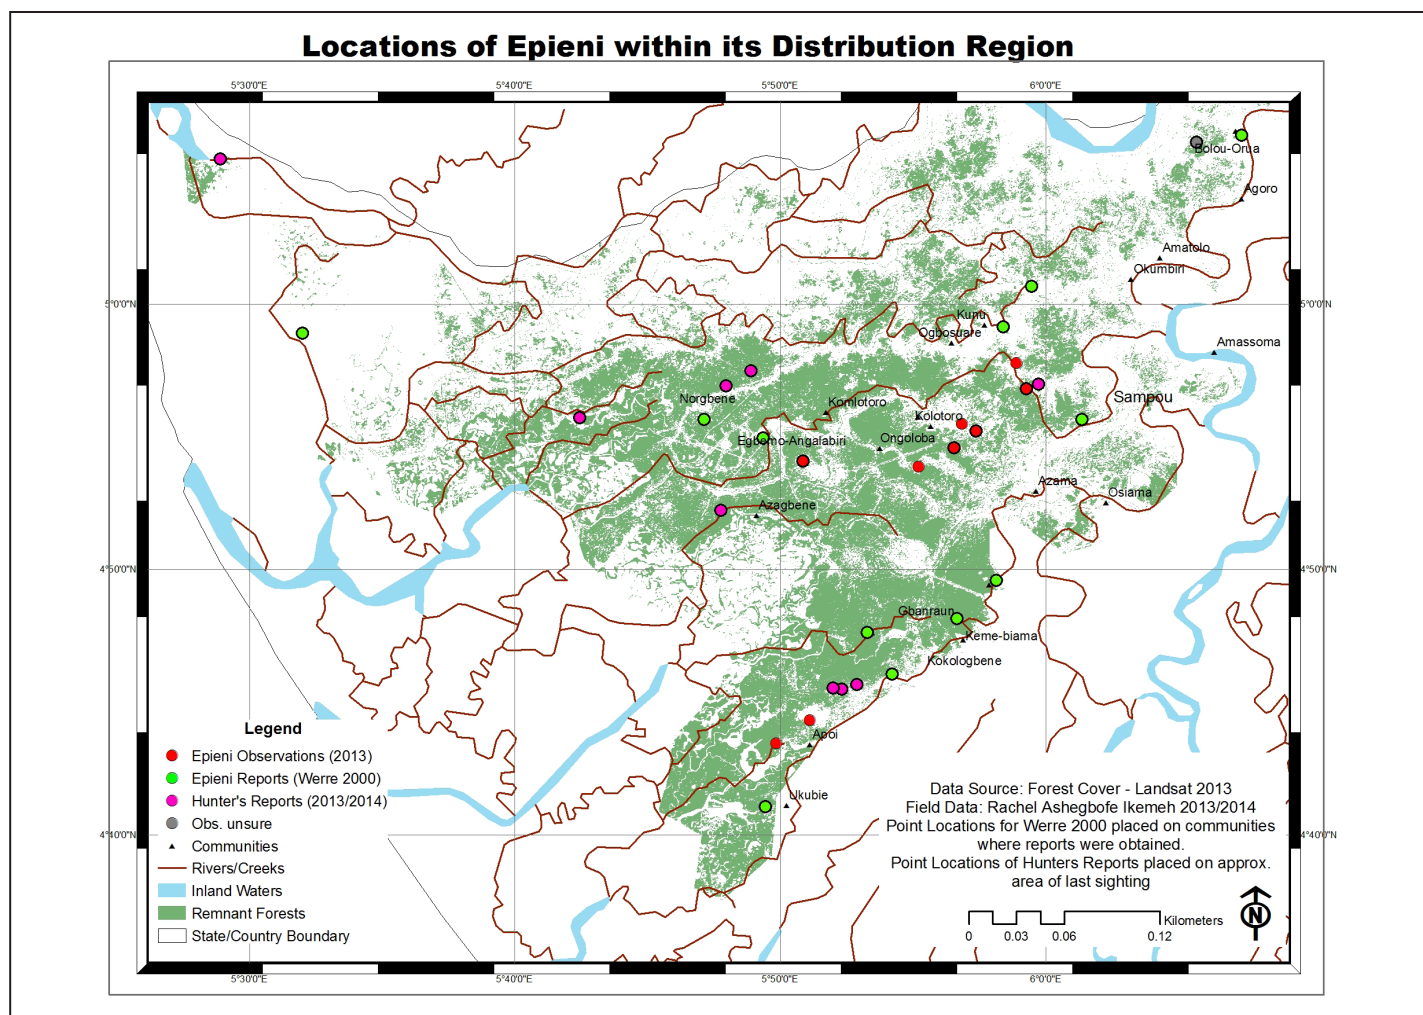 Locations of Epieni within its Distribution Region
5°30'0"E 5°40'0"E 5°50'0"E 6°0'0"E
Bolou-Orua
Agoro
Amatolo
Okumbiri
5°0'0"N 5°0'0"N
Kunu
Ogbosuare
Amassoma
Norgbene
Komlotoro
Sampou
Kolotoro
Egbomo-Angalabiri
Ongoloba
Azama
Osiama
Azagbene
4°50'0"N 4°50'0"N
Gbanraun
Keme-biama
Kokologbene
Apoi
Ukubie
4°40'0"N 4°40'0"N
Legend
Epieni Observations (2013)
Epieni Reports (Werre 2000)
Hunter's Reports (2013/2014)
Obs. unsure
Communities
Rivers/Creeks
Inland Waters
Remnant Forests
State/Country Boundary
Data Source: Forest Cover - Landsat 2013
Field Data: Rachel Ashegbofe Ikemeh 2013/2014
Point Locations for Werre 2000 placed on communities
where reports were obtained.
Point Locations of Hunters Reports placed on approx.
area of last sighting
Kilometers
0 0.03 0.06 0.12
N
5°30'0"E 5°40'0"E 5°50'0"E 6°0'0"E